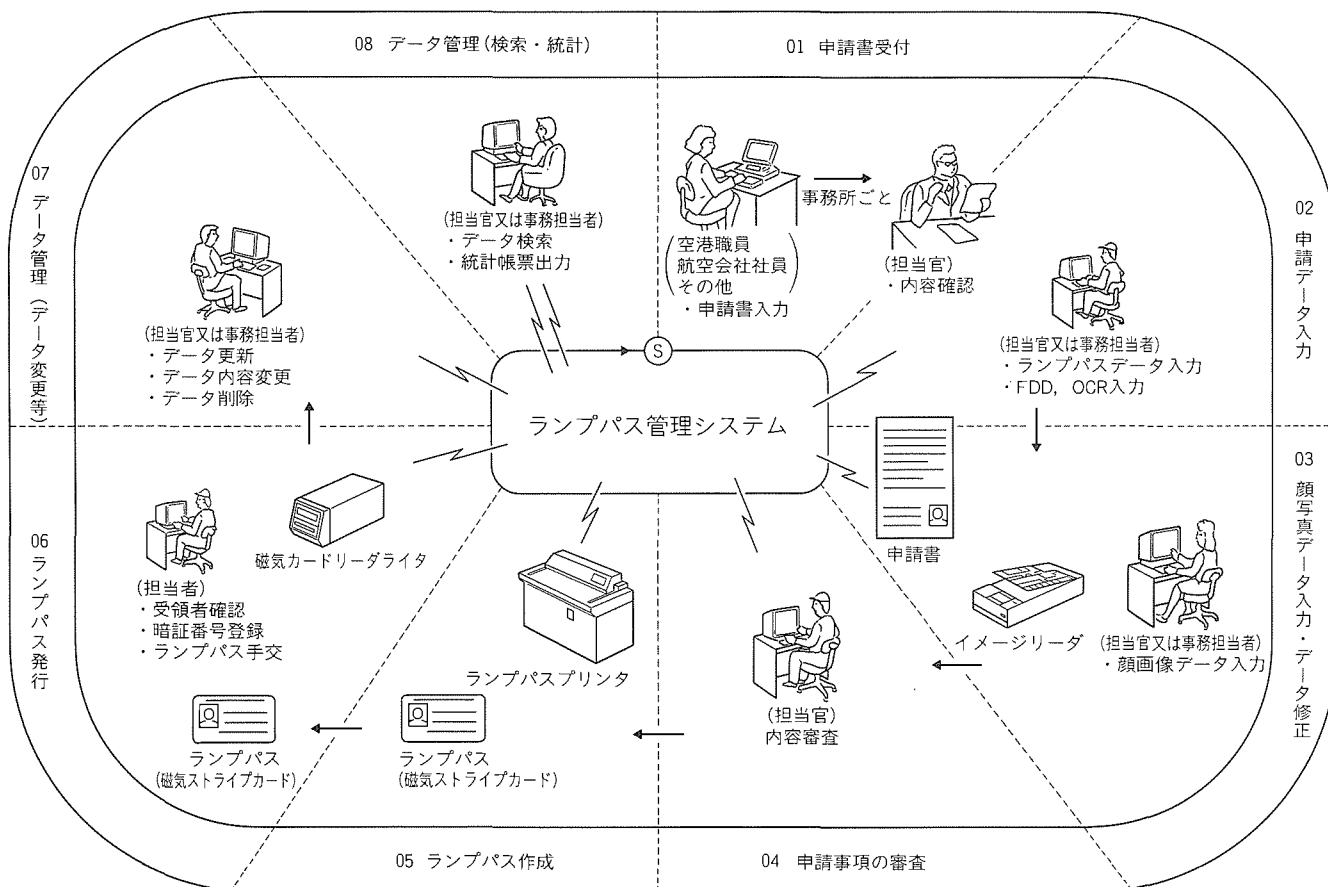 08 データ管理(検索・統計)
01 申請書受付
(担当官又は事務担当者)
・データ検索
・統計帳票出力
事務所ごと
空港職員
航空会社社員
その他
・申請書入力
(担当官)
・内容確認
02 申請データ入力
(担当官又は事務担当者)
・ランプパスデータ入力
・FDD, OCR入力
07 データ管理(データ変更等)
(担当官又は事務担当者)
・データ更新
・データ内容変更
・データ削除
S
ランプパス管理システム
03 顔写真データ入力・データ修正
申請書
イメージリーダ
(担当官又は事務担当者)
・顔画像データ入力
(担当官)
内容審査
04 申請事項の審査
ランプパスプリンタ
ランプパス
(磁気ストライプカード)
05 ランプパス作成
06 ランプパス発行
磁気カードリーダライタ
(担当者)
・受領者確認
・暗証番号登録
・ランプパス手交
ランプパス
(磁気ストライプカード)